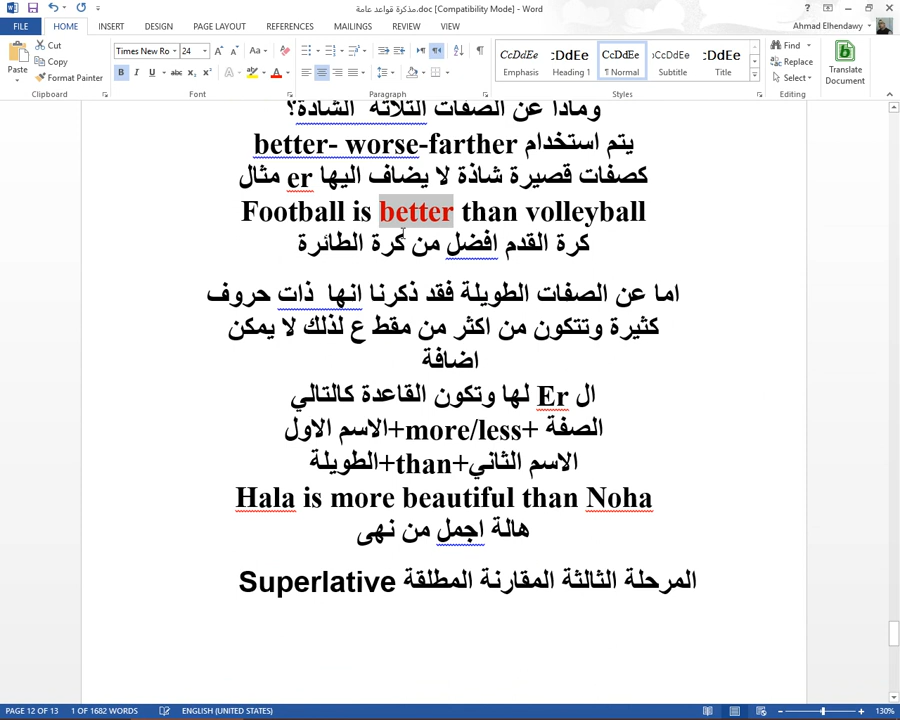 مذكرة قواعد عامة.doc [Compatibility Mode] - Word
FILE HOME INSERT DESIGN PAGE LAYOUT REFERENCES MAILINGS REVIEW VIEW
Ahmad Elhendawy
Paste
Cut
Copy
Format Painter
Clipboard
Times New Ro 24
Font
Paragraph
CcDdEe Emphasis
CcDdEe Heading 1
CcDdEe ¶ Normal
CcDdEe Subtitle
CcDdEe Title
Styles
Find
Replace
Select
Editing
Translate Document
Documents
وماذا عن الصفات الثلاثة الشاذة؟
يتم استخدام better- worse-farther
كصفات قصيرة شاذة لا يضاف اليها er مثال
Football is better than volleyball
كرة القدم افضل من كرة الطائرة
اما عن الصفات الطويلة فقد ذكرنا انها ذات حروف
كثيرة وتتكون من اكثر من مقط ع لذلك لا يمكن
اضافة
ال Er لها وتكون القاعدة كالتالي
الصفة +more/less+الاسم الاول
الاسم الثاني+than+الطويلة
Hala is more beautiful than Noha
هالة اجمل من نهى
المرحلة الثالثة المقارنة المطلقة Superlative
PAGE 12 OF 13 1 OF 1682 WORDS ENGLISH (UNITED STATES) 130%